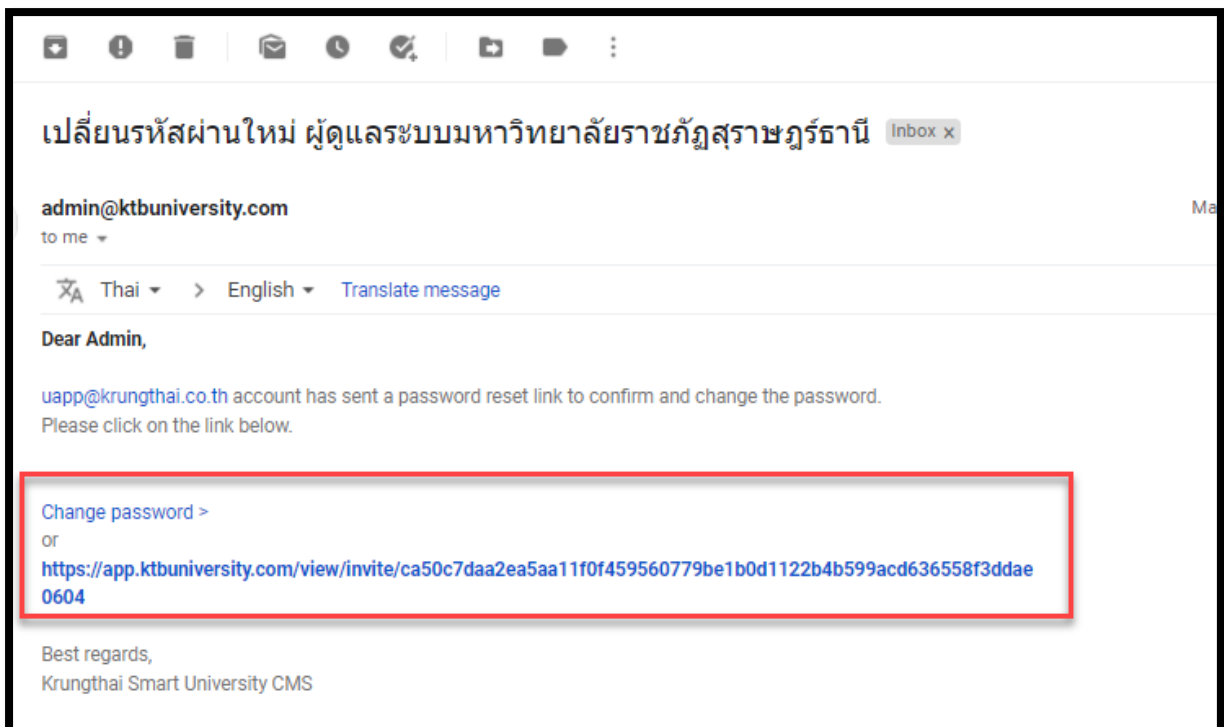 เปลี่ยนรหัสผ่านใหม่ ผู้ดูแลระบบมหาวิทยาลัยราชภัฏสุราษฎร์ธานี Inbox x
admin@ktbuniversity.com
to me
Thai > English Translate message
Dear Admin,
uapp@krungthai.co.th account has sent a password reset link to confirm and change the password.
Please click on the link below.
Change password >
or
https://app.ktbuniversity.com/view/invite/ca50c7daa2ea5aa11f0f459560779be1b0d1122b4b599acd636558f3ddae
0604
Best regards,
Krungthai Smart University CMS